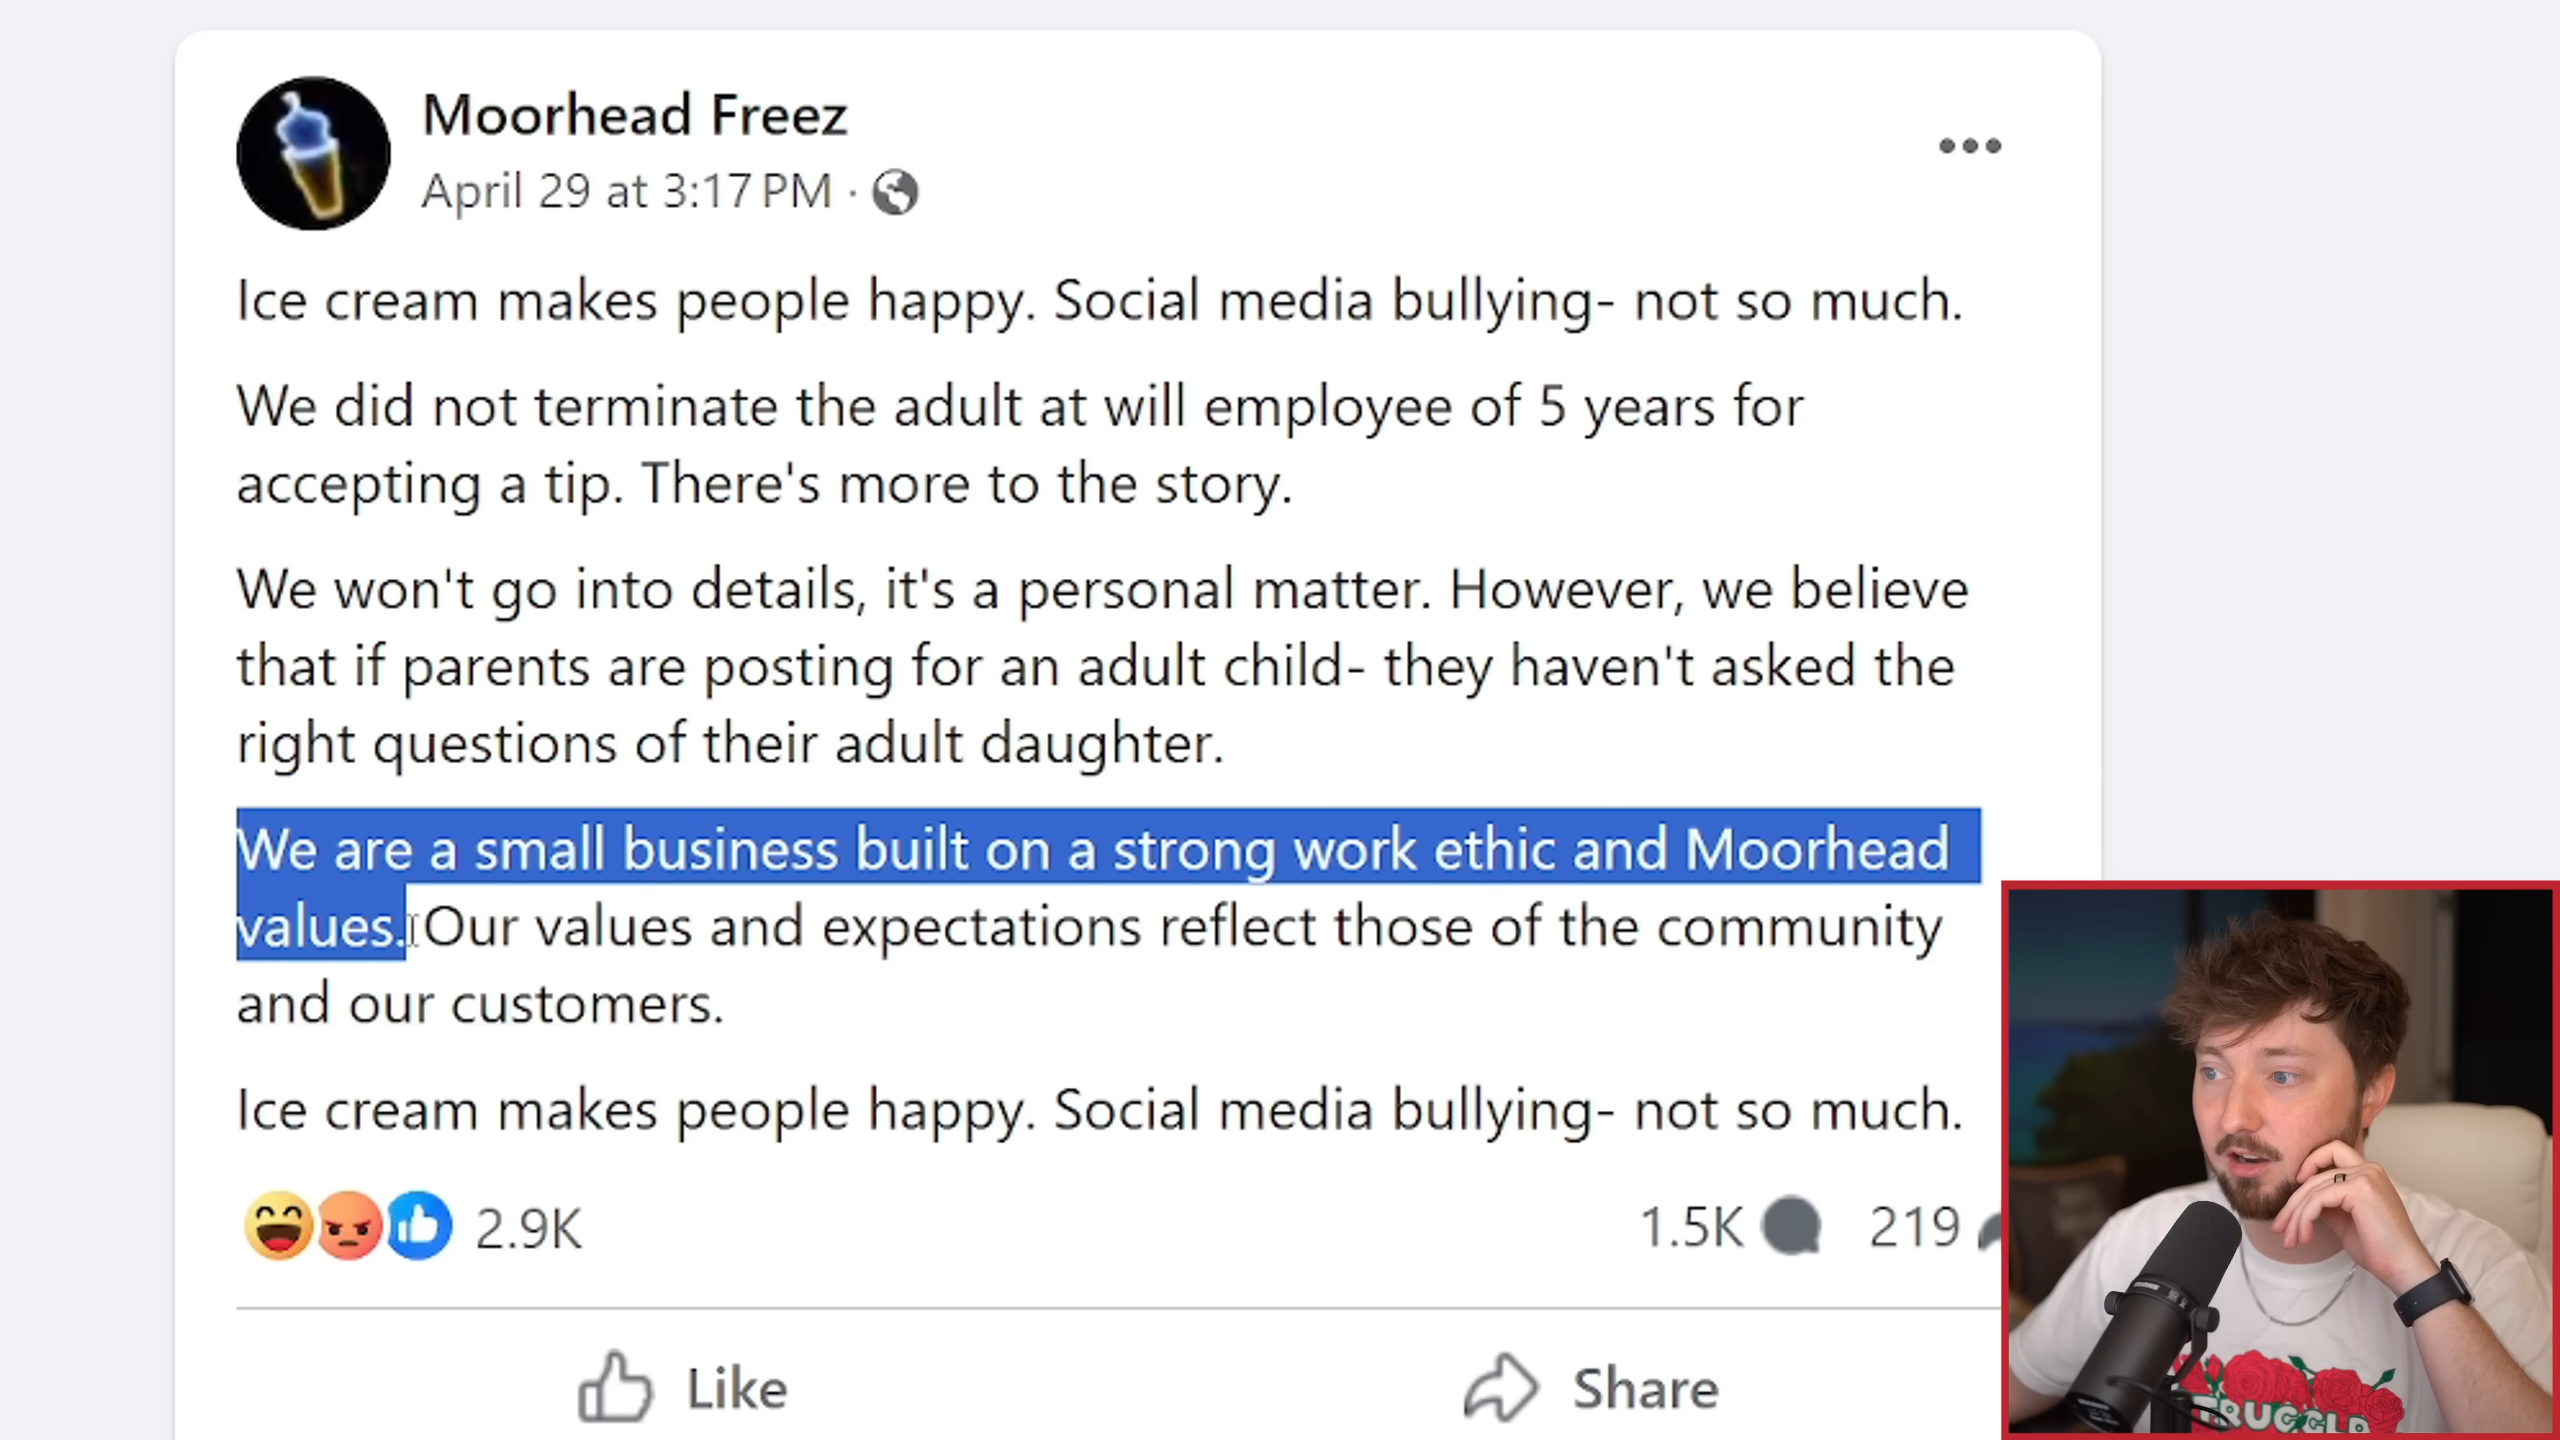 Moorhead Freez
April 29 at 3:17 PM ·
Ice cream makes people happy. Social media bullying- not so much.
We did not terminate the adult at will employee of 5 years for
accepting a tip. There's more to the story.
We won't go into details, it's a personal matter. However, we believe
that if parents are posting for an adult child- they haven't asked the
right questions of their adult daughter.
We are a small business built on a strong work ethic and Moorhead
values. Our values and expectations reflect those of the community
and our customers.
Ice cream makes people happy. Social media bullying- not so much.
2.9K
1.5K
219
Like
Share